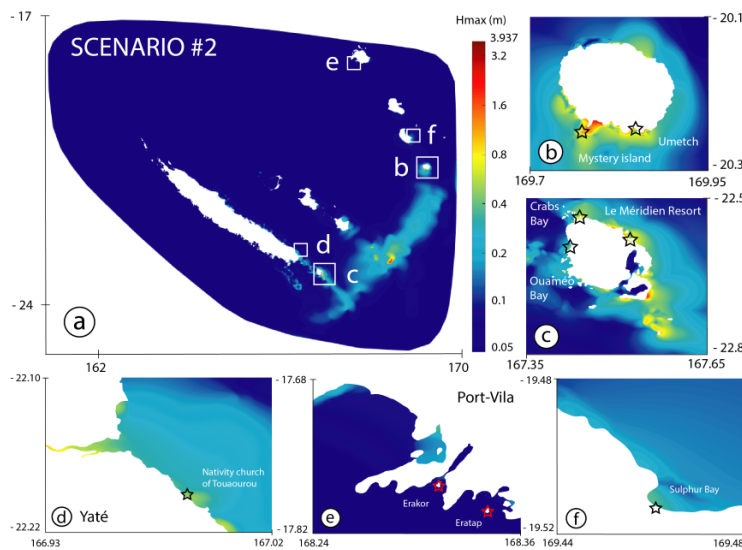 - 17
SCENARIO #2
e
f
b
d
c
- 24
a
162
170
Hmax (m)
3.937
3.2
1.6
0.8
0.4
0.2
0.1
0.05
- 20.1
Umetch
Mystery island
b
- 20.3
169.7
169.95
- 22.5
Crabs
Bay
Le Méridien Resort
Ouaméo
Bay
c
- 22.8
167.35
167.65
-22.10
Nativity church
of Touaourou
d
Yaté
-22.22
166.93
167.02
- 17.68
Port-Vila
Erakor
Eratap
e
- 17.82
168.24
168.36
- 19.48
Sulphur Bay
f
- 19.52
169.44
169.48